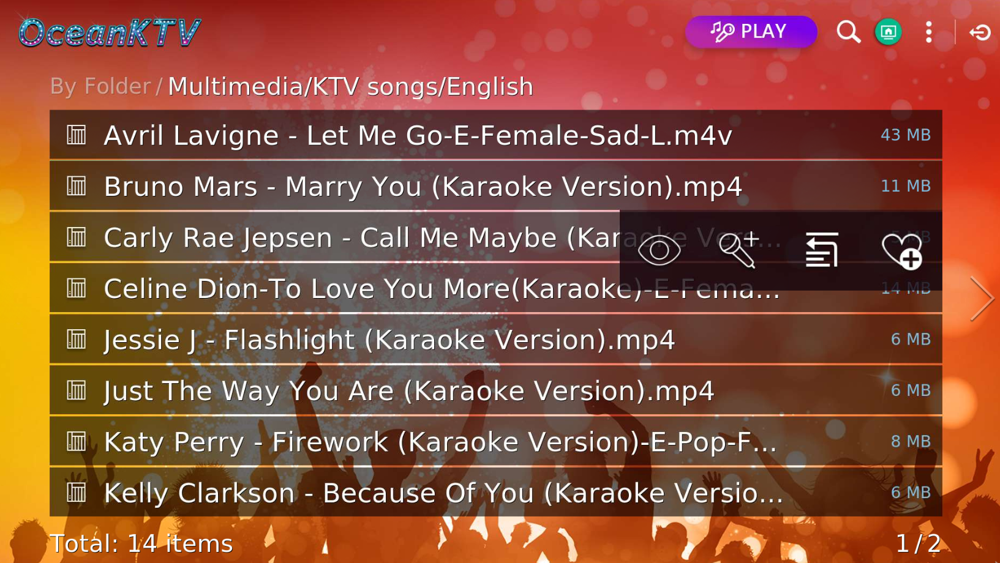 OceanKTV
PLAY
By Folder / Multimedia/KTV songs/English
Avril Lavigne - Let Me Go-E-Female-Sad-L.m4v 43 MB
Bruno Mars - Marry You (Karaoke Version).mp4 11 MB
Carly Rae Jepsen - Call Me Maybe (Karaoke Vers... 5 MB
Celine Dion-To Love You More(Karaoke)-E-Fema... 14 MB
Jessie J - Flashlight (Karaoke Version).mp4 6 MB
Just The Way You Are (Karaoke Version).mp4 6 MB
Katy Perry - Firework (Karaoke Version)-E-Pop-F... 8 MB
Kelly Clarkson - Because Of You (Karaoke Versio... 6 MB
Total: 14 items 1/2